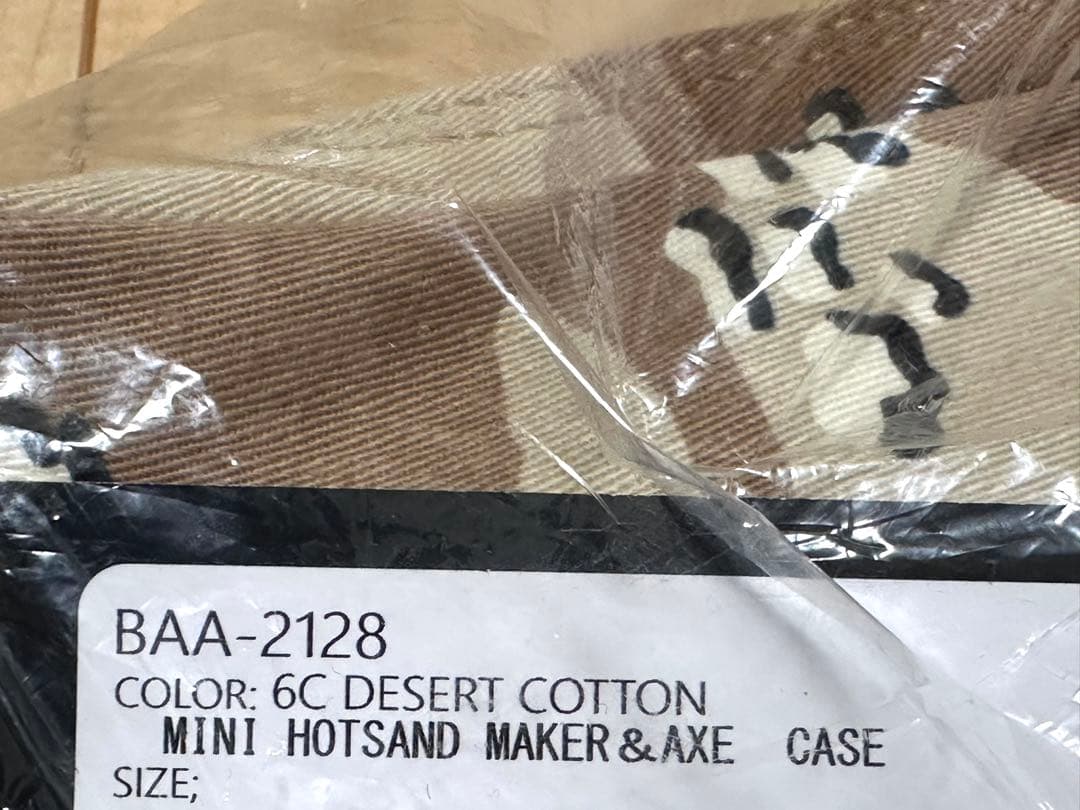 BAA-2128
COLOR: 6C DESERT COTTON
MINI HOTSAND MAKER&AXE CASE
SIZE;